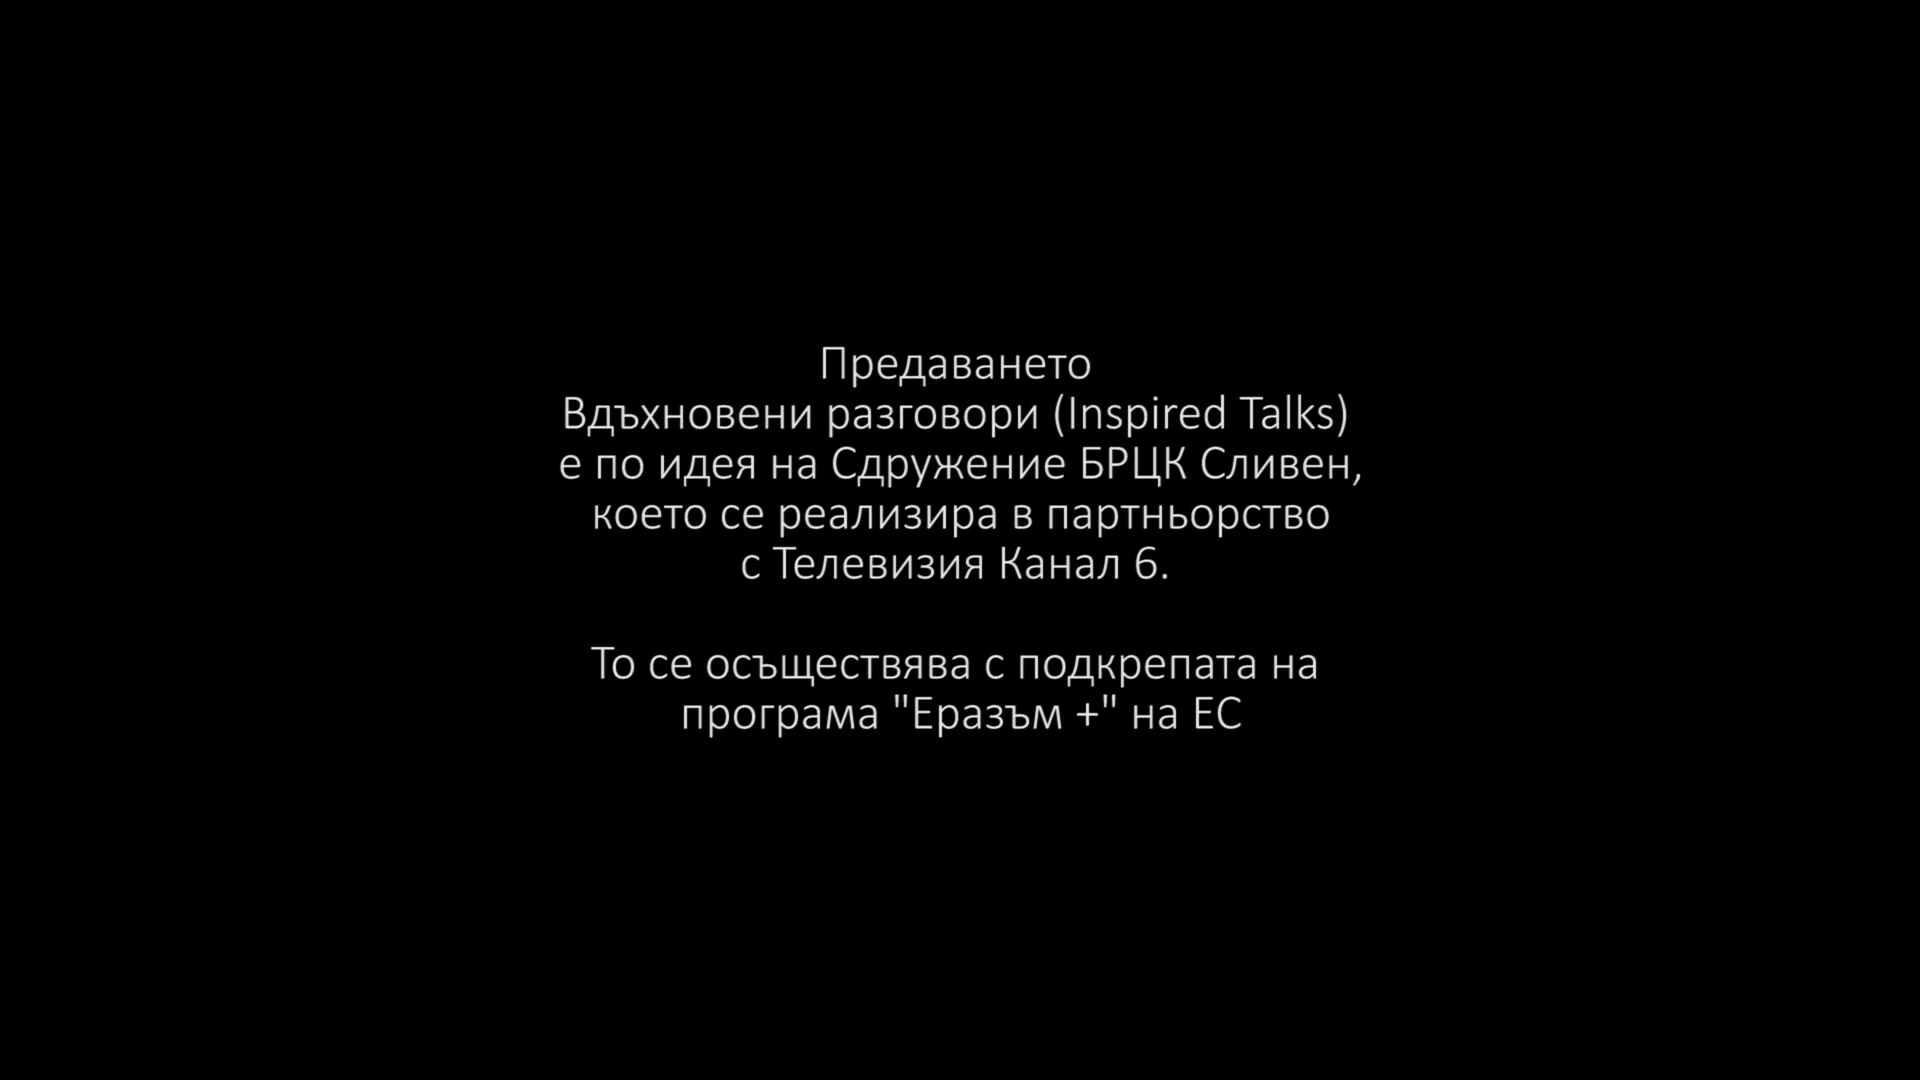 Предаването
Вдъхновени разговори (Inspired Talks)
е по идея на Сдружение БРЦК Сливен,
което се реализира в партньорство
с Телевизия Канал 6.
То се осъществява с подкрепата на
програма "Еразъм +" на ЕС